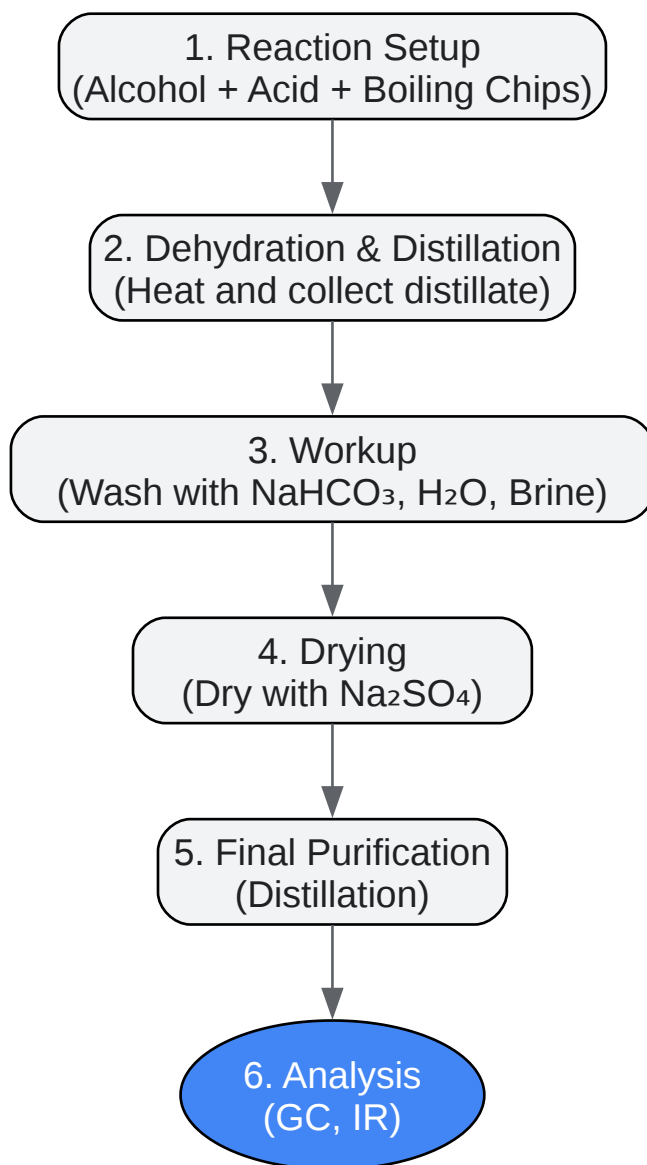 1. Reaction Setup
(Alcohol + Acid + Boiling Chips)
2. Dehydration & Distillation
(Heat and collect distillate)
3. Workup
(Wash with NaHCO₃, H₂O, Brine)
4. Drying
(Dry with Na₂SO₄)
5. Final Purification
(Distillation)
6. Analysis
(GC, IR)